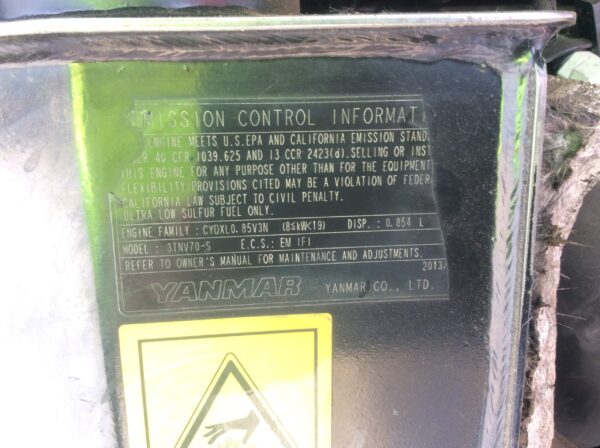 EMISSION CONTROL INFORMATI
ENGINE MEETS U.S.EPA AND CALIFORNIA EMISSION STAND
40 CFR 1039.625 AND 13 CCR 2423(d).SELLING OR INST
THIS ENGINE FOR ANY PURPOSE OTHER THAN FOR THE EQUIPMENT
FLEXIBILITY PROVISIONS CITED MAY BE A VIOLATION OF FEDER
CALIFORNIA LAW SUBJECT TO CIVIL PENALTY.
ULTRA LOW SULFUR FUEL ONLY.
ENGINE FAMILY : CYDXL0.85V3N (8≤kW<19) DISP. : 0.854 L
MODEL : 3TNV70-S E.C.S.: EM IFI
REFER TO OWNER'S MANUAL FOR MAINTENANCE AND ADJUSTMENTS.
2013
YANMAR YANMAR CO., LTD.